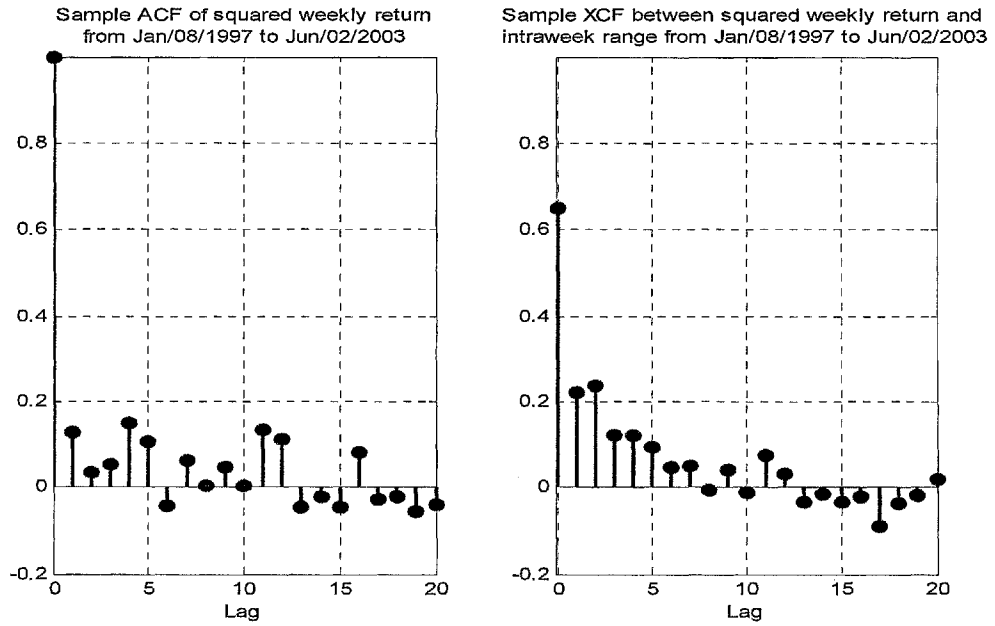 Sample ACF of squared weekly return
from Jan/08/1997 to Jun/02/2003
0.8
0.6
0.4
0.2
0
-0.2
0 5 10 15 20
Lag
Sample XCF between squared weekly return and
intraweek range from Jan/08/1997 to Jun/02/2003
0.8
0.6
0.4
0.2
0
-0.2
0 5 10 15 20
Lag